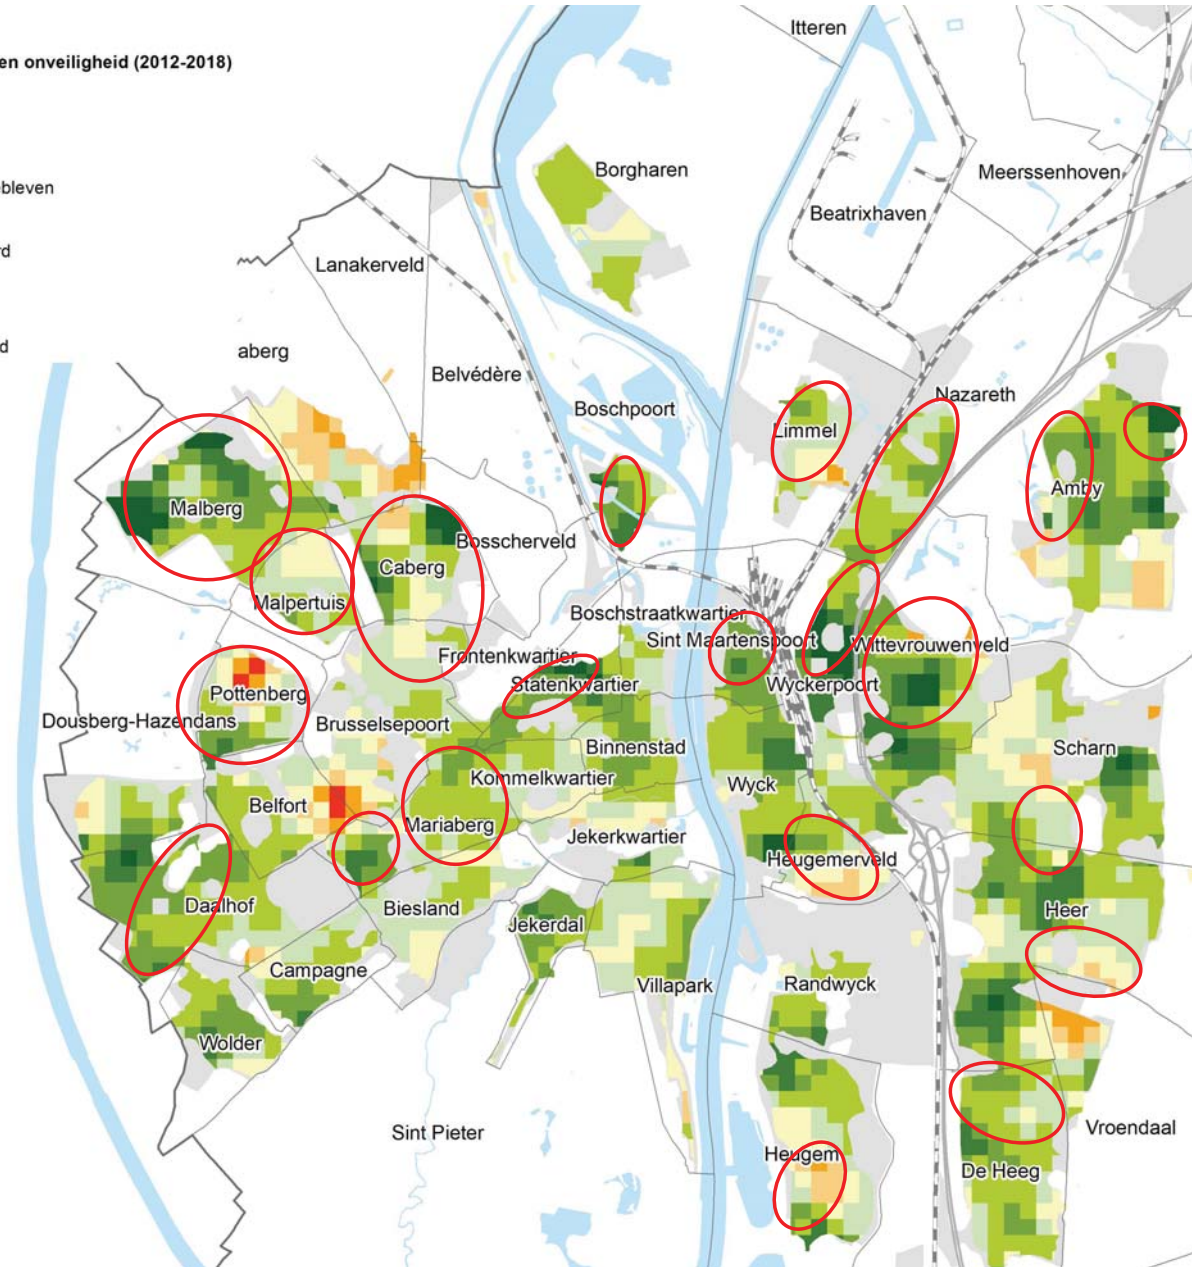 Itteren
en onveiligheid (2012-2018)
Borgharen
Meerssenhoven
ebleven
Beatrixhaven
rd
Lanakerveld
d
aberg
Belvédère
Nazareth
Boschpoort
Limmel
Amby
Malberg
Bosscherveld
Caberg
Malpertuis
Boschstraatkwartier
Sint Maartenspoort
Wittevrouwenveld
Frontenkwartier
Statenkwartier
Wyckerpoort
Pottenberg
Dousberg-Hazendans
Brusselsepoort
Binnenstad
Scharn
Kommelkwartier
Wyck
Belfort
Mariaberg
Jekerkwartier
Heugemerveld
Daalhof
Biesland
Heer
Jekerdal
Campagne
Villapark
Randwyck
Wolder
Sint Pieter
Vroendaal
Heugem
De Heeg